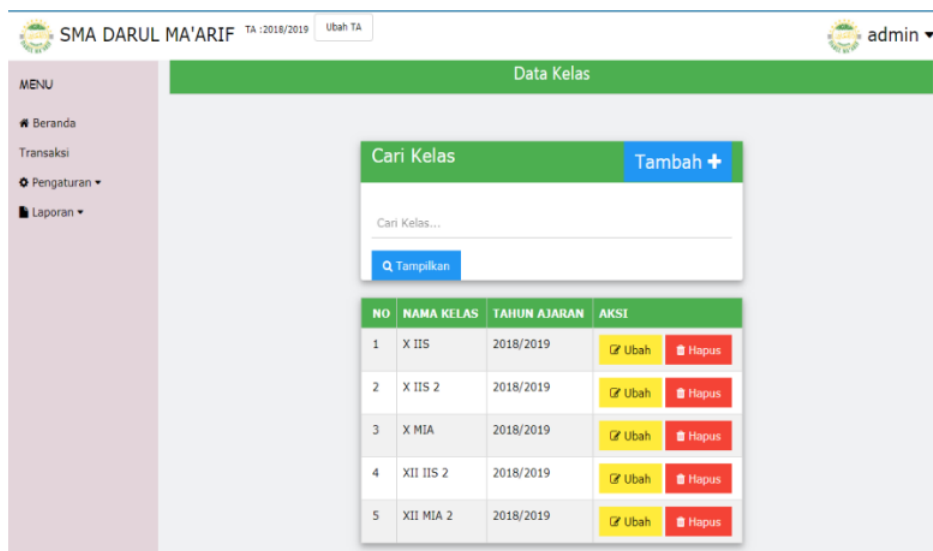 SMA DARUL MA'ARIF TA :2018/2019 Ubah TA admin
MENU
Beranda
Transaksi
Pengaturan
Laporan
Data Kelas
Cari Kelas Tambah
Cari Kelas...
Tampilkan
NO NAMA KELAS TAHUN AJARAN AKSI
1 X IIS 2018/2019 Ubah Hapus
2 X IIS 2 2018/2019 Ubah Hapus
3 X MIA 2018/2019 Ubah Hapus
4 XII IIS 2 2018/2019 Ubah Hapus
5 XII MIA 2 2018/2019 Ubah Hapus